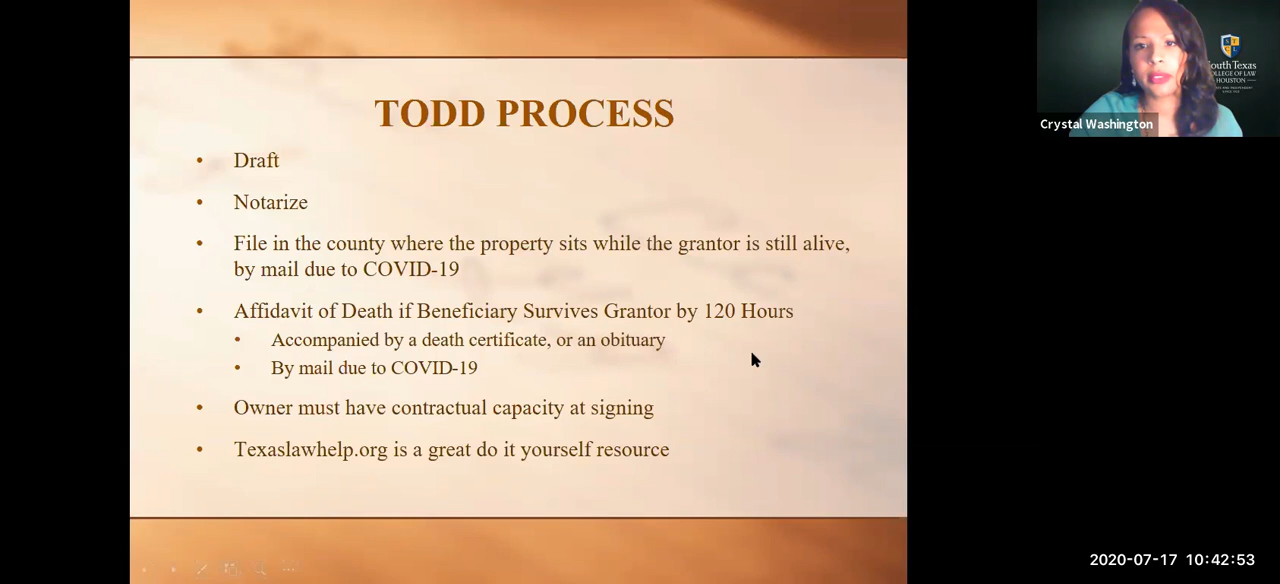 TODD PROCESS
• Draft
• Notarize
• File in the county where the property sits while the grantor is still alive,
by mail due to COVID-19
• Affidavit of Death if Beneficiary Survives Grantor by 120 Hours
• Accompanied by a death certificate, or an obituary
• By mail due to COVID-19
• Owner must have contractual capacity at signing
• Texaslawhelp.org is a great do it yourself resource
outh Texas
HOUSTON
Crystal Washington
2020-07-17 10:42:53